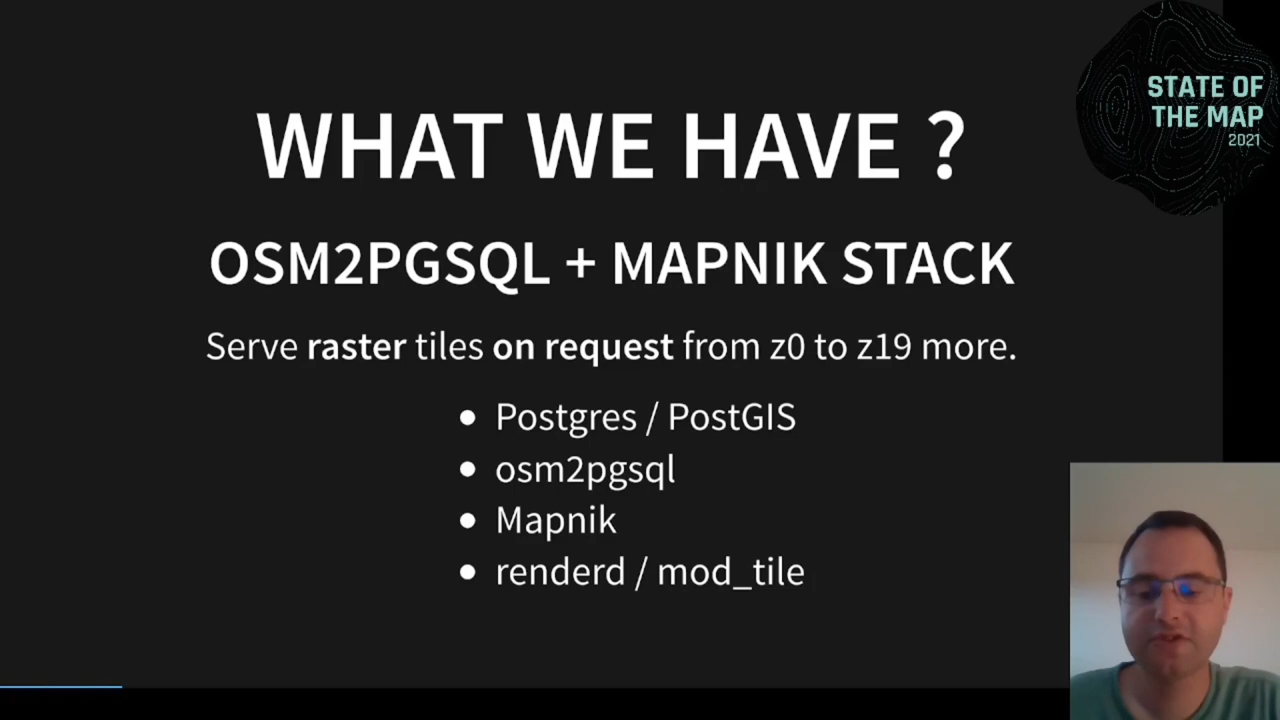 STATE OF
THE MAP
2021
WHAT WE HAVE ?
OSM2PGSQL + MAPNIK STACK
Serve raster tiles on request from z0 to z19 more.
Postgres / PostGIS
osm2pgsql
Mapnik
renderd / mod_tile